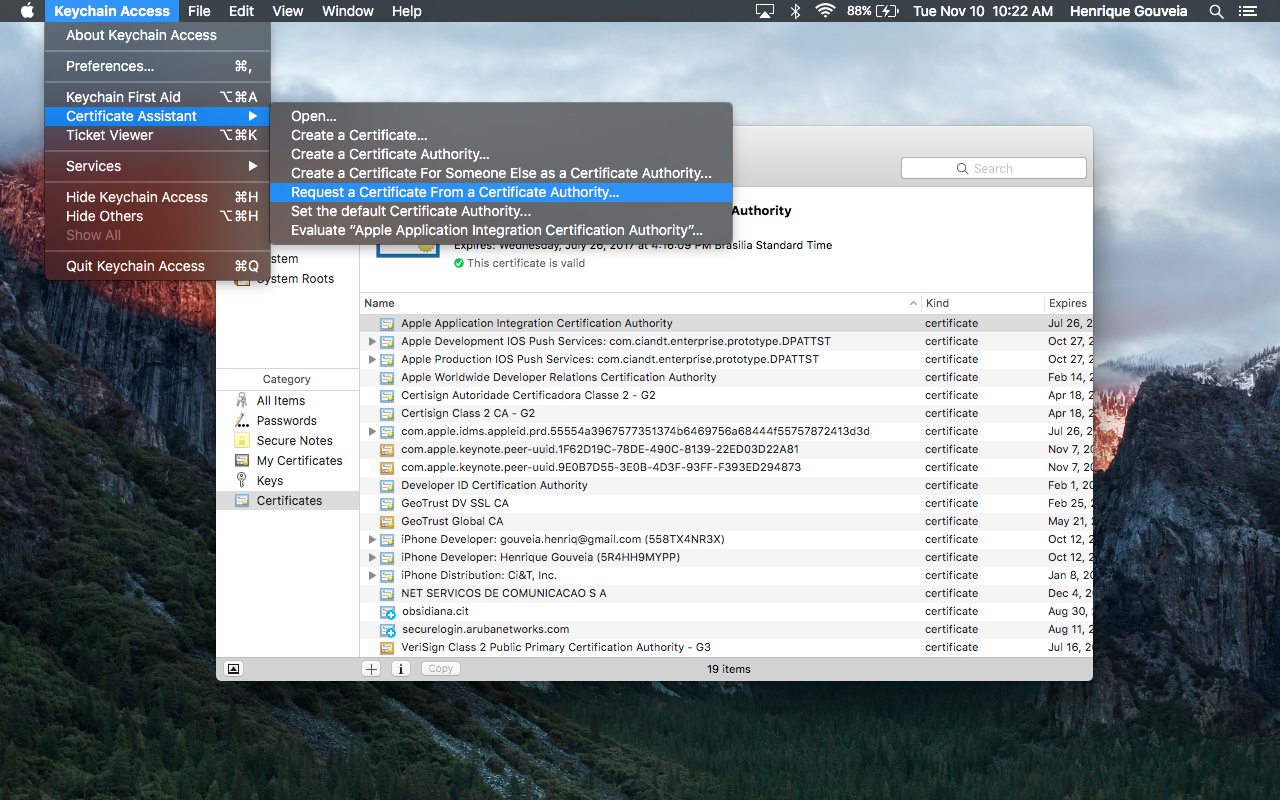 Keychain Access File Edit View Window Help 88% Tue Nov 10 10:22 AM Henrique Gouveia
About Keychain Access
Preferences... ⌘,
Keychain First Aid ⌥⌘A
Certificate Assistant ▶
Ticket Viewer ⌥⌘K
Services ▶
Hide Keychain Access ⌘H
Hide Others ⌥⌘H
Show All
Quit Keychain Access ⌘Q
Open...
Create a Certificate...
Create a Certificate Authority...
Create a Certificate For Someone Else as a Certificate Authority...
Request a Certificate From a Certificate Authority...
Set the default Certificate Authority...
Evaluate “Apple Application Integration Certification Authority”...
Search
Authority
Expires: Wednesday, July 26, 2017 at 4:16:09 PM Brasilia Standard Time
This certificate is valid
stem
System Roots
Category
All Items
Passwords
Secure Notes
My Certificates
Keys
Certificates
Name Kind Expires
Apple Application Integration Certification Authority certificate Jul 26, 2
Apple Development IOS Push Services: com.ciandt.enterprise.prototype.DPATTST certificate Oct 27, 2
Apple Production IOS Push Services: com.ciandt.enterprise.prototype.DPATTST certificate Oct 27, 2
Apple Worldwide Developer Relations Certification Authority certificate Feb 14, 2
Certisign Autoridade Certificadora Classe 2 - G2 certificate Apr 18, 2
Certisign Class 2 CA - G2 certificate Apr 18, 2
com.apple.idms.appleid.prd.55554a3967577351374b6469756a68444f55757872413d3d certificate Jul 26, 2
com.apple.keynote.peer-uuid.1F62D19C-78DE-490C-8139-22ED03D22A81 certificate Nov 7, 2
com.apple.keynote.peer-uuid.9E0B7D55-3E0B-4D3F-93FF-F393ED294873 certificate Nov 7, 2
Developer ID Certification Authority certificate Feb 1, 20
GeoTrust DV SSL CA certificate Feb 25, 2
GeoTrust Global CA certificate May 21, 2
iPhone Developer: gouveia.henriq@gmail.com (558TX4NR3X) certificate Oct 12, 2
iPhone Developer: Henrique Gouveia (5R4HH9MYPP) certificate Oct 12, 2
iPhone Distribution: Ci&T, Inc. certificate Jan 8, 20
NET SERVICOS DE COMUNICACAO S A certificate Dec 4, 20
obsidiana.cit certificate Aug 30, 2
securelogin.arubanetworks.com certificate Aug 11, 2
VeriSign Class 2 Public Primary Certification Authority - G3 certificate Jul 16, 20
Copy 19 items